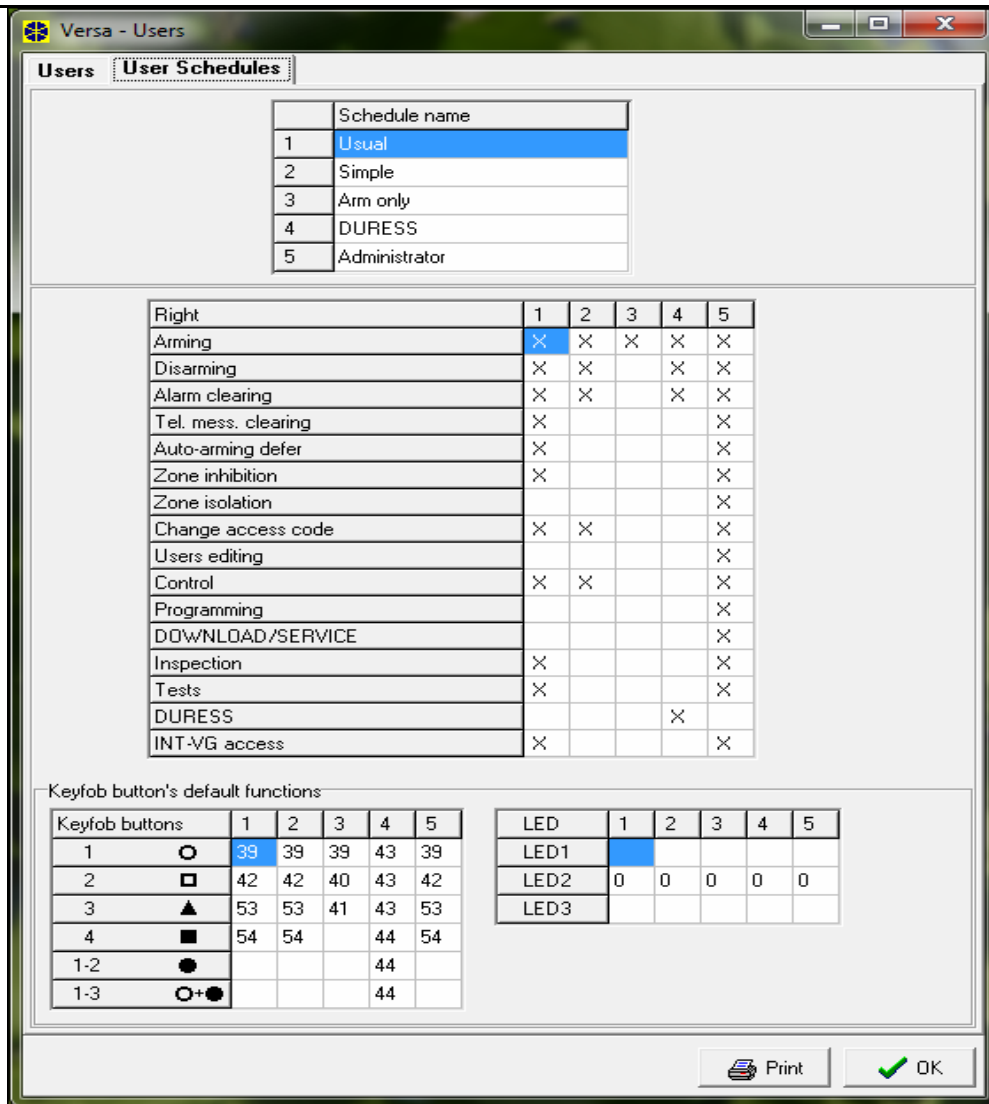 Versa - Users
Users User Schedules
Schedule name
1 Usual
2 Simple
3 Arm only
4 DURESS
5 Administrator
Right 1 2 3 4 5
Arming X X X X X
Disarming X X X X
Alarm clearing X X X X
Tel. mess. clearing X X
Auto-arming defer X X
Zone inhibition X X
Zone isolation X
Change access code X X X
Users editing X
Control X X X
Programming X
DOWNLOAD/SERVICE X
Inspection X X
Tests X X
DURESS X
INT-VG access X X
Keyfob button's default functions
Keyfob buttons 1 2 3 4 5
1 39 39 39 43 39
2 42 42 40 43 42
3 53 53 41 43 53
4 54 54 44 54
1-2 44
1-3 + 44
LED 1 2 3 4 5
LED1
LED2 0 0 0 0 0
LED3
Print OK